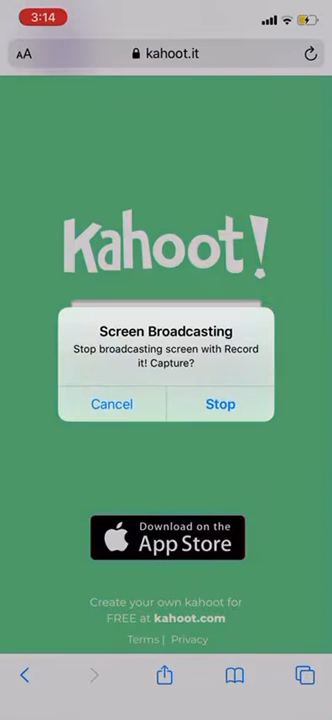 3:14
AA kahoot.it
Kahoot!
Screen Broadcasting
Stop broadcasting screen with Record
it! Capture?
Cancel Stop
Download on the
App Store
Create your own kahoot for
FREE at kahoot.com
Terms | Privacy